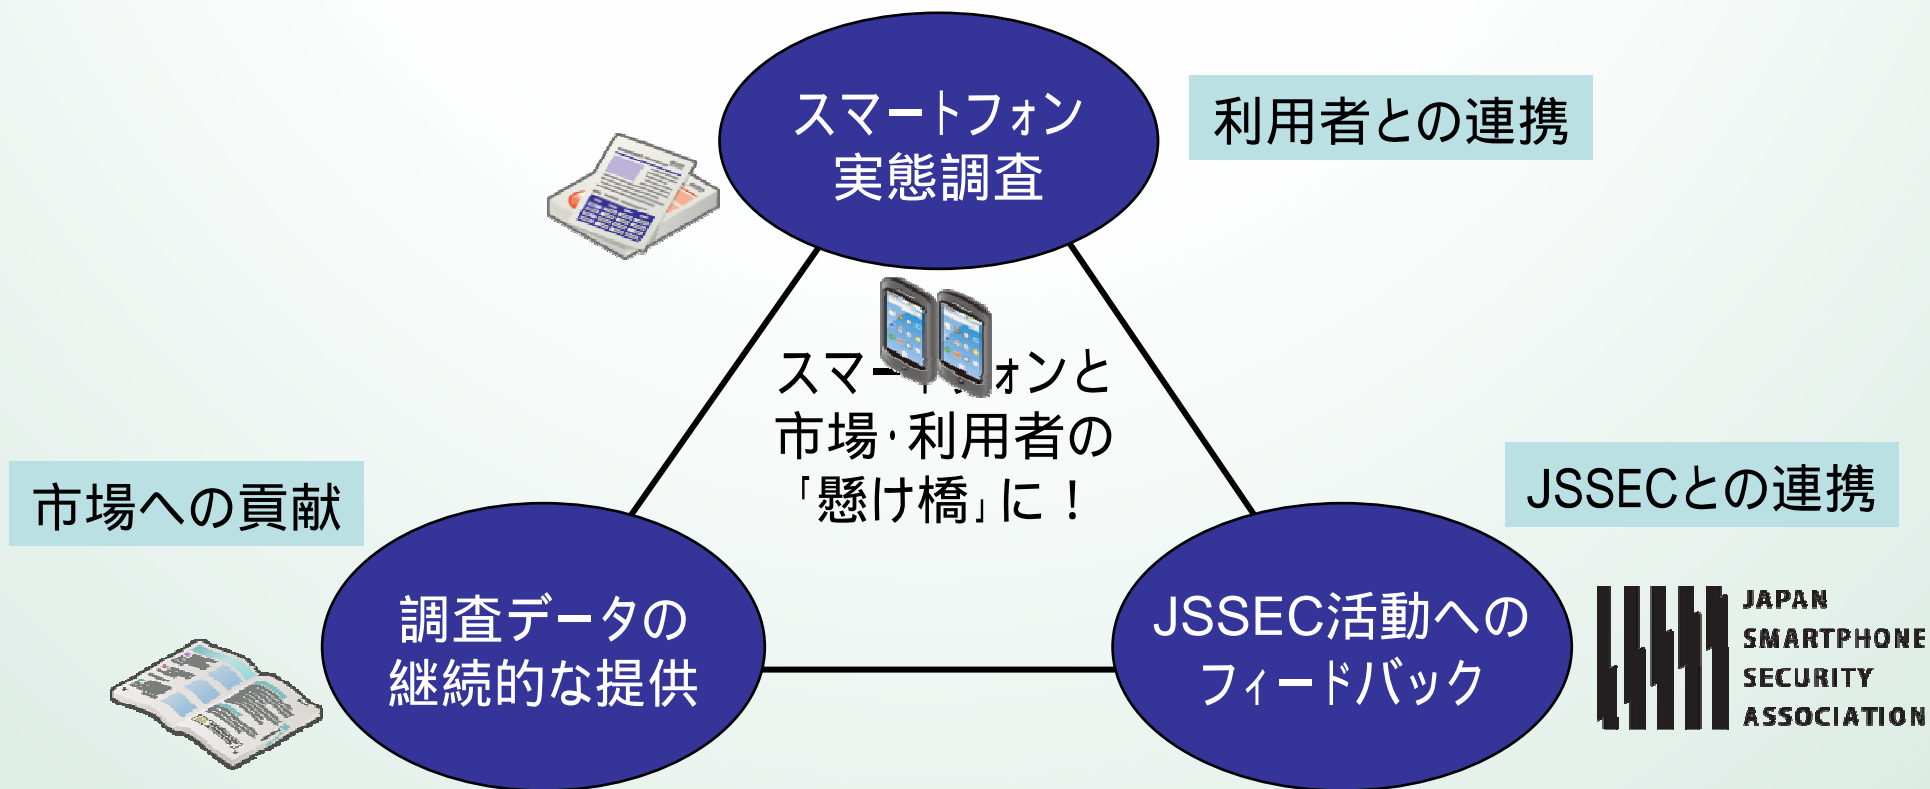 スマートフォン
実態調査
利用者との連携
スマートフォンと
市場・利用者の
「懸け橋」に！
市場への貢献
JSSECとの連携
調査データの
継続的な提供
JSSEC活動への
フィードバック
JAPAN
SMARTPHONE
SECURITY
ASSOCIATION